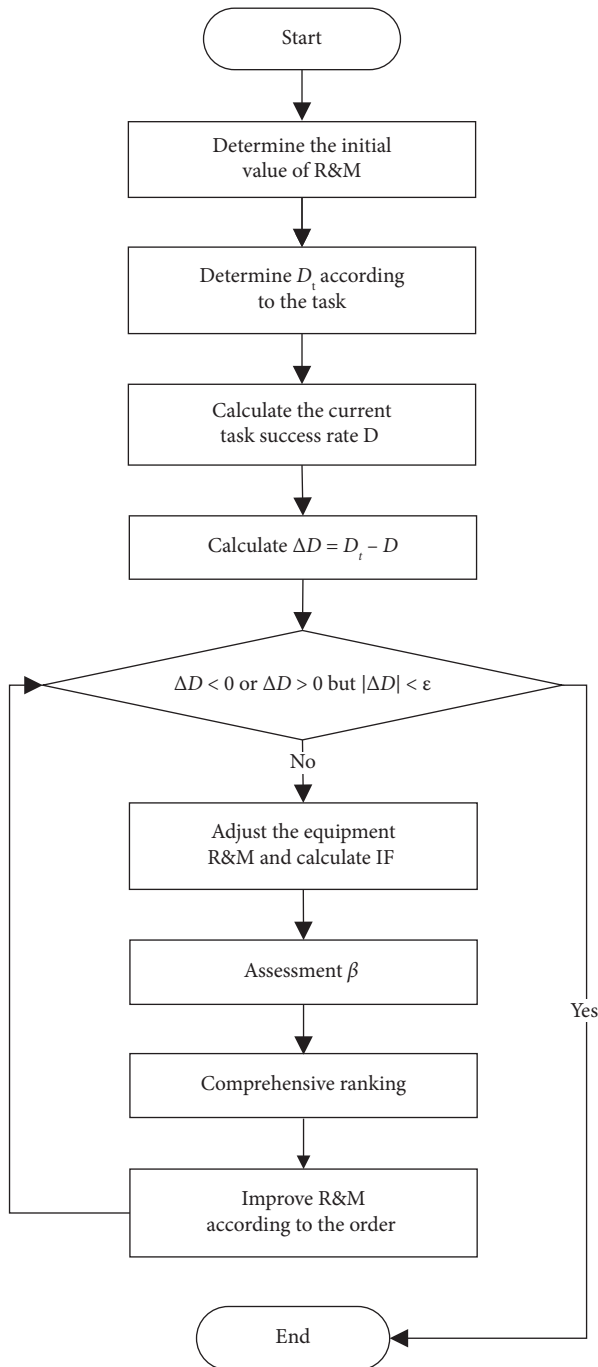 Start
Determine the initial
value of R&M
Determine Dₜ according
to the task
Calculate the current
task success rate D
Calculate ΔD = Dₜ – D
ΔD < 0 or ΔD > 0 but |ΔD| < ε
No
Adjust the equipment
R&M and calculate IF
Assessment β
Yes
Comprehensive ranking
Improve R&M
according to the order
End